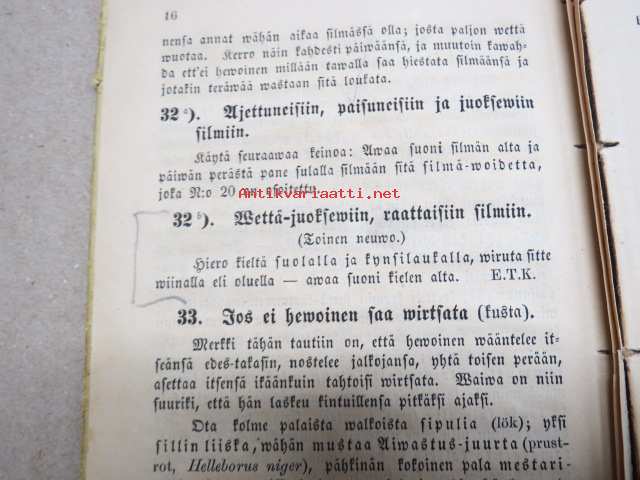 16
nensa annat wähän aikaa silmässä olla; josta paljon wettä
wuotaa. Kerro näin kahdesti päiwäänsä, ja muutoin kawah-
da ett'ei hewoinen millään tawalla saa hiestata silmäänsä ja
jotakin teräwää wastaan sitä loukata.
32 a). Ajettuneisiin, paisuneisiin ja juoksewiin
silmiin.
Käytä seuraawaa keinoa: Awaa suoni silmän alta ja
päiwän perästä pane sulalla silmään sitä silmä-woidetta,
joka N:o 20 on osoitettu.
Antikvariaatti.net
32 b). Wettä-juoksewiin, raattaisiin silmiin.
(Toinen neuwo.)
Hiero kieltä suolalla ja kynsilaukalla, wiruta sitte
wiinalla eli oluella — awaa suoni kielen alta. E.T.K.
33. Jos ei hewoinen saa wirtsata (kusta).
Merkki tähän tautiin on, että hewoinen wääntelee it-
seänsä edes-takasin, nostelee jalkojansa, yhtä toisen perään,
asettaa itsensä ikäänkuin tahtoisi wirtsata. Waiwa on niin
suuriki, että hän laskeu kintuillensa pitkäksi ajaksi.
Ota kolme palaista walkoista sipulia (lök); yksi
sillin liiska, wähän mustaa Aiwastus-juurta (prust-
rot, Helleborus niger), pähkinän kokoinen pala mestari-